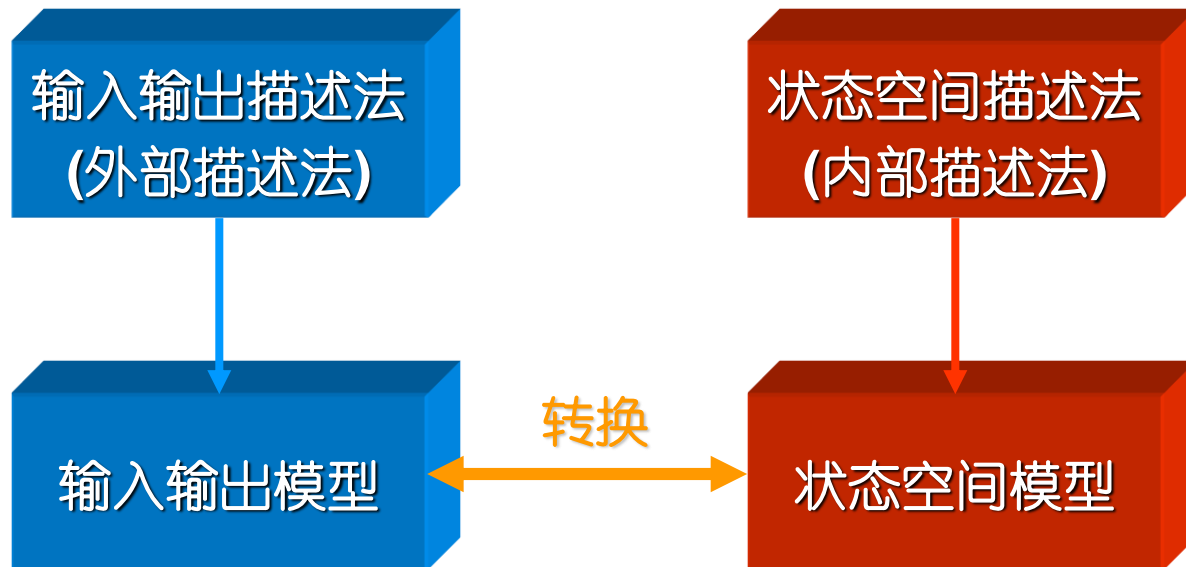 输入输出描述法
(外部描述法)
状态空间描述法
(内部描述法)
转换
输入输出模型
状态空间模型